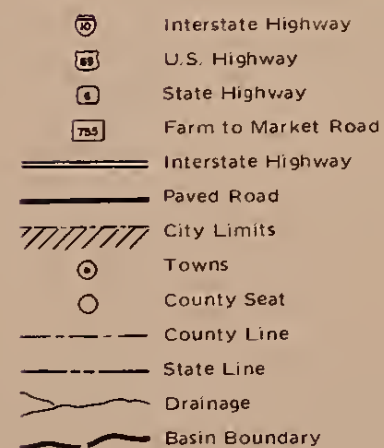 10 Interstate Highway
69 U.S. Highway
6 State Highway
755 Farm to Market Road
Interstate Highway
Paved Road
City Limits
Towns
County Seat
County Line
State Line
Drainage
Basin Boundary